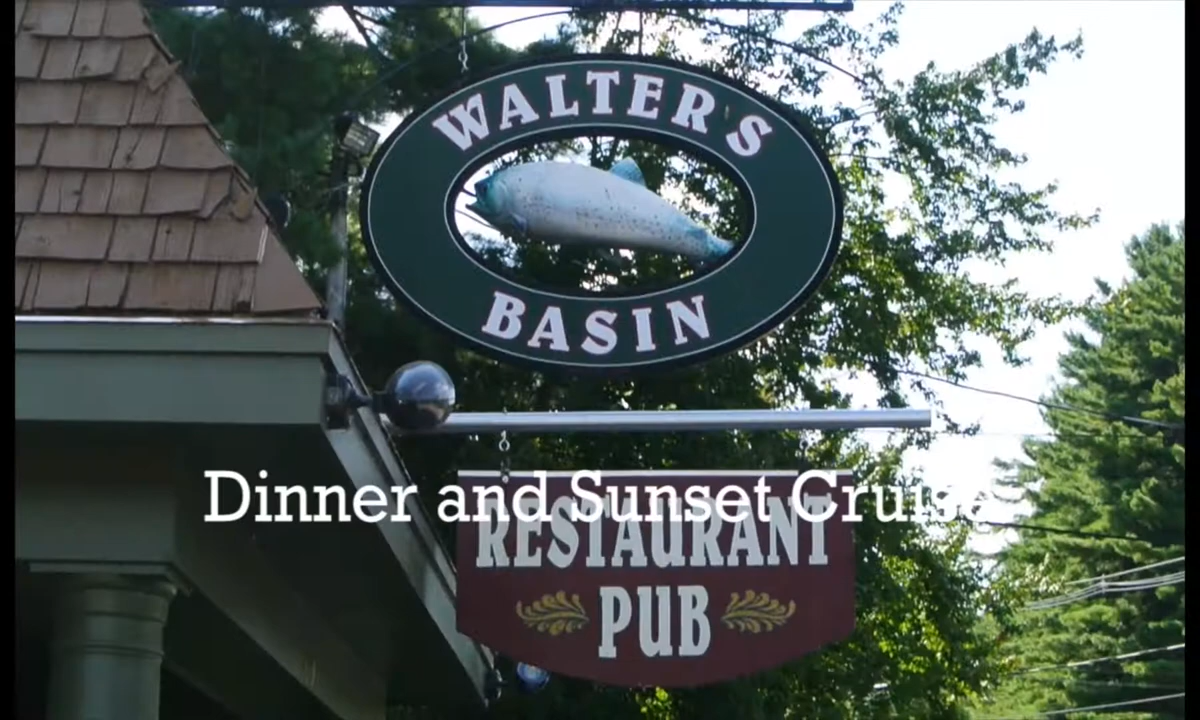 WALTER'S
BASIN
Dinner and Sunset Cruise
RESTAURANT
PUB